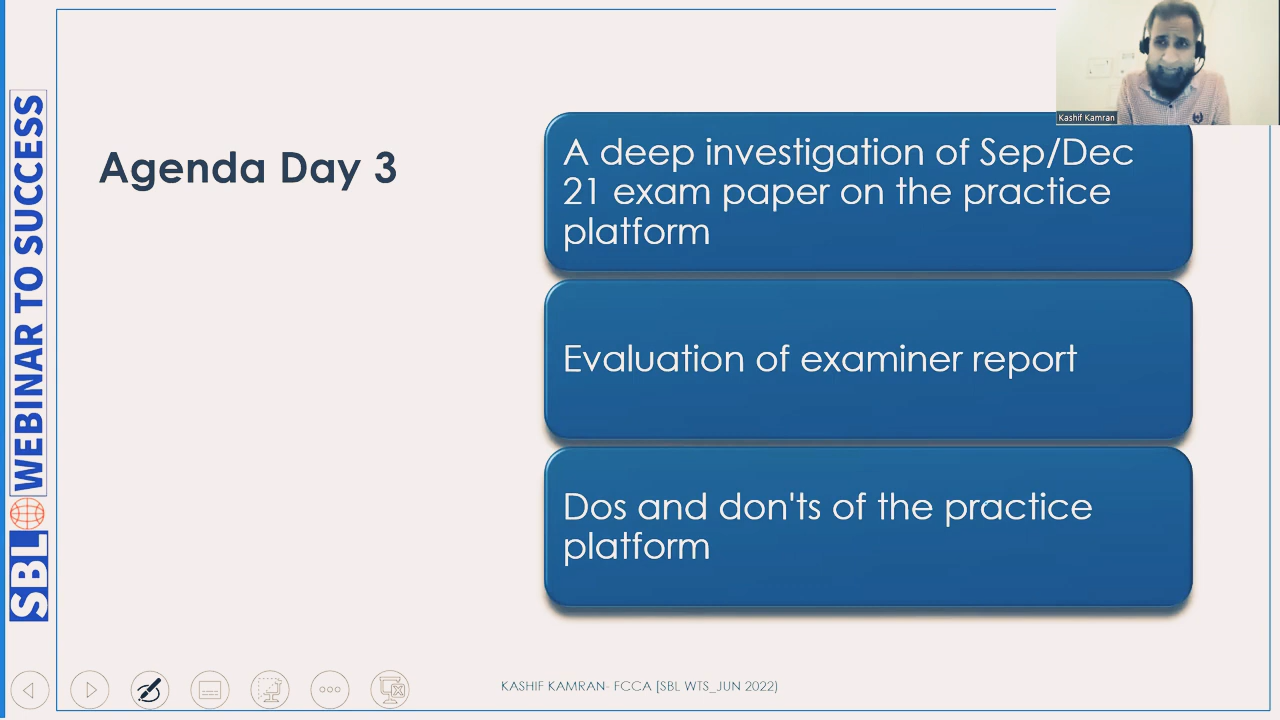 Kashif Kamran
Agenda Day 3
A deep investigation of Sep/Dec
21 exam paper on the practice
platform
Evaluation of examiner report
Dos and don'ts of the practice
platform
SBL WEBINAR TO SUCCESS
KASHIF KAMRAN- FCCA (SBL WTS_JUN 2022)